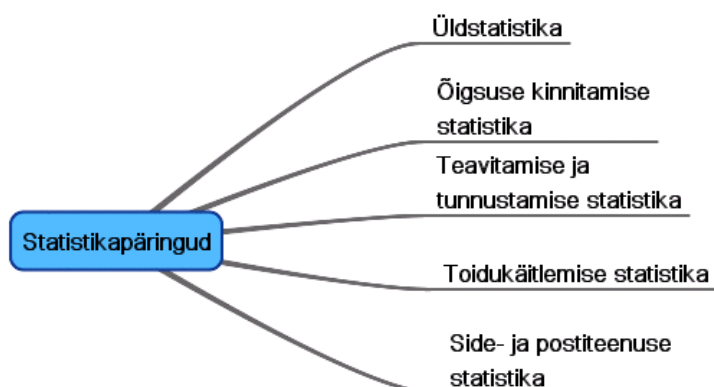 Üldstatistika
Õigsuse kinnitamise
statistika
Teavitamise ja
tunnustamise statistika
Statistikapäringud
Toidukäitlemise statistika
Side- ja postiteenuse
statistika